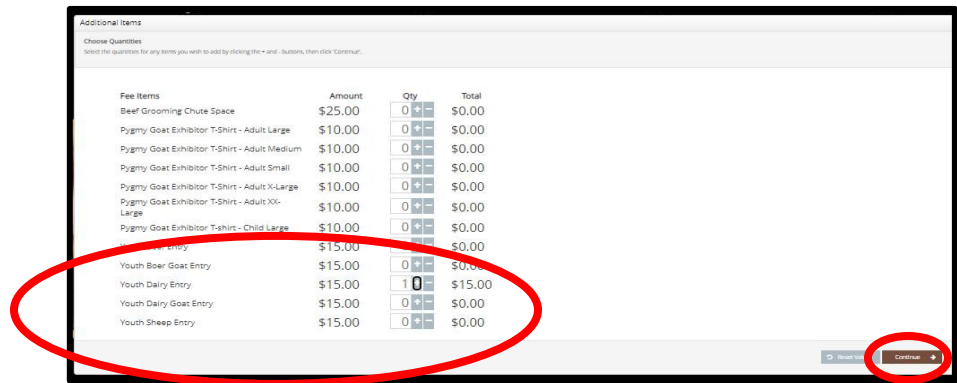 Additional Items
Choose Quantities
Select the quantities for any items you wish to add by clicking the + and - buttons, then click 'Continue'.
Fee Items Amount Qty Total
Beef Grooming Chute Space $25.00 0 + - $0.00
Pygmy Goat Exhibitor T-Shirt - Adult Large $10.00 0 + - $0.00
Pygmy Goat Exhibitor T-Shirt - Adult Medium $10.00 0 + - $0.00
Pygmy Goat Exhibitor T-Shirt - Adult Small $10.00 0 + - $0.00
Pygmy Goat Exhibitor T-Shirt - Adult X-Large $10.00 0 + - $0.00
Pygmy Goat Exhibitor T-Shirt - Adult XX-
Large $10.00 0 + - $0.00
Pygmy Goat Exhibitor T-shirt - Child Large $10.00 0 + - $0.00
Entry $15.00 $0.00
Youth Boer Goat Entry $15.00 0 + - $0.00
Youth Dairy Entry $15.00 1 + - $15.00
Youth Dairy Goat Entry $15.00 0 + - $0.00
Youth Sheep Entry $15.00 0 + - $0.00
Reset Continue